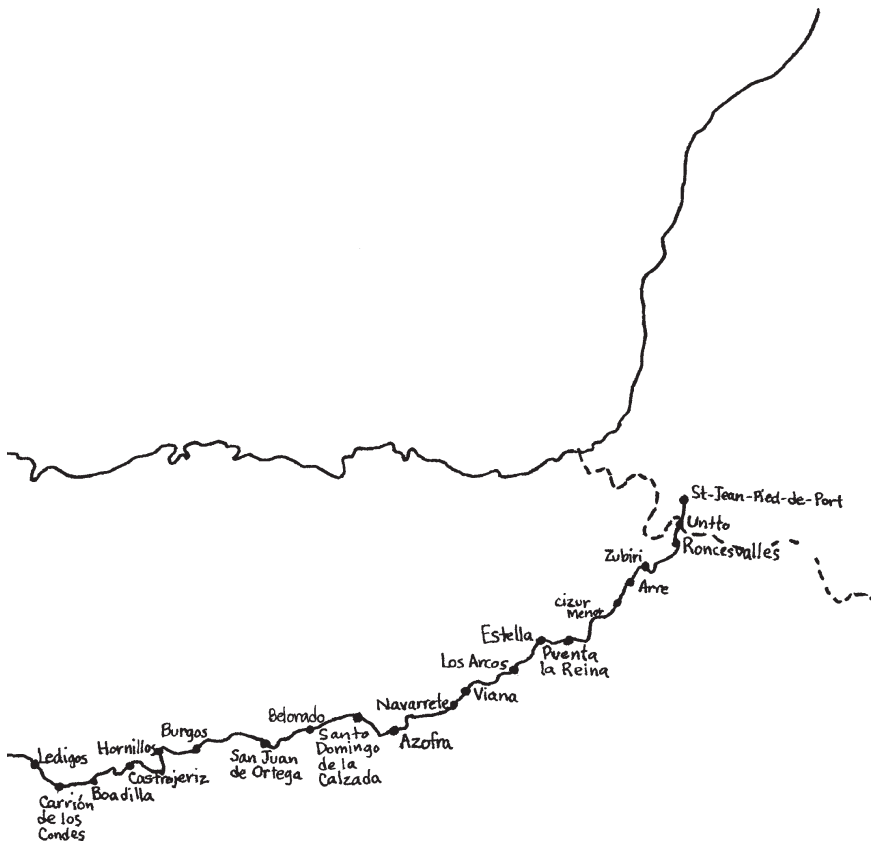 St-Jean-Pied-de-Port
Untto
Roncesvalles
Zubiri
Arre
cizur
menor
Estella
Puenta
la Reina
Los Arcos
Viana
Navarrete
Azofra
Belorado
Santo
Domingo
de la
Calzada
Burgos
San Juan
de Ortega
Hornillos
Castrojeriz
Boadilla
Ledigos
Carrión
de los
Condes